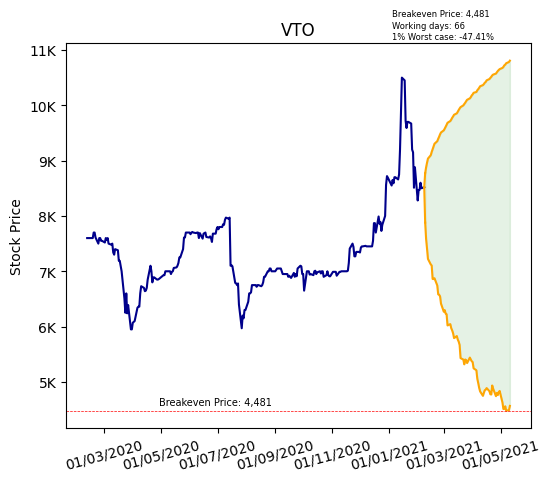 Breakeven Price: 4,481
Working days: 66
1% Worst case: -47.41%
VTO
11K
10K
9K
8K
7K
6K
5K
Stock Price
Breakeven Price: 4,481
01/03/2020
01/05/2020
01/07/2020
01/09/2020
01/11/2020
01/01/2021
01/03/2021
01/05/2021